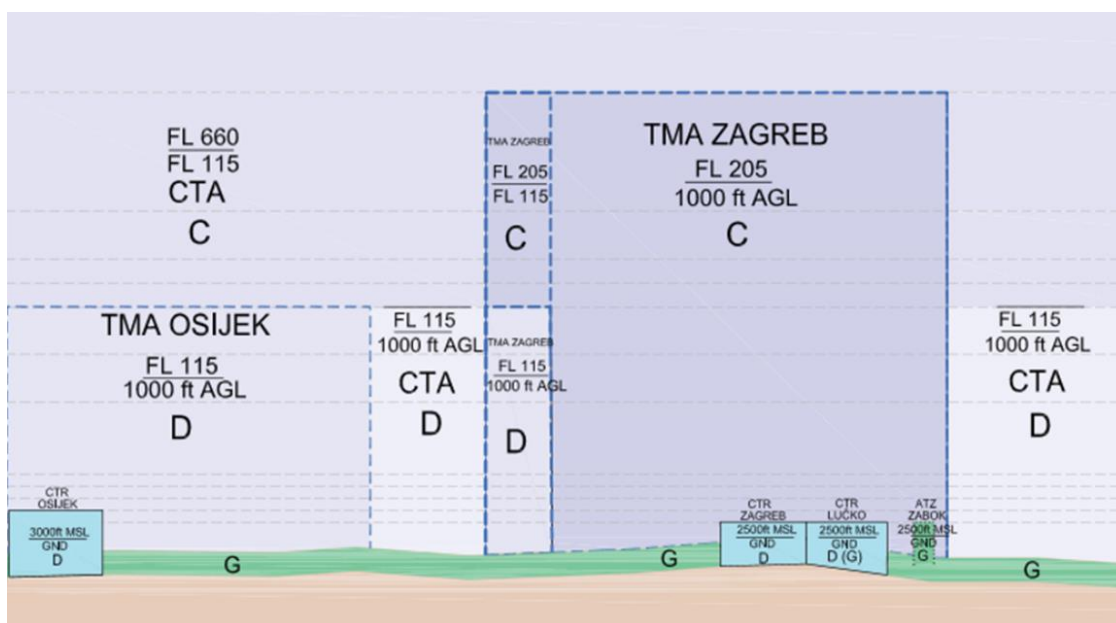 FL 660
FL 115
CTA
C
TMA ZAGREB
FL 205
FL 115
C
TMA ZAGREB
FL 205
1000 ft AGL
C
TMA OSIJEK
FL 115
1000 ft AGL
D
FL 115
1000 ft AGL
CTA
D
TMA ZAGREB
FL 115
1000 ft AGL
D
FL 115
1000 ft AGL
CTA
D
CTR
OSIJEK
3000ft MSL
GND
D
G
G
CTR
ZAGREB
2500ft MSL
GND
D
CTR
LUČKO
2500ft MSL
GND
D (G)
ATZ
ZABOK
2500ft MSL
GND
G
G